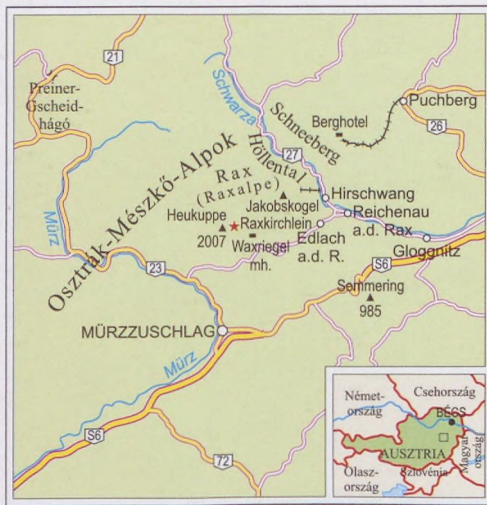 21
Preiner-
Gscheid-
hágó
Schwarza
Schneeberg
Puchberg
Berghotel
26
27
Höllental
Osztrák-Mészkő-Alpok
Rax
(Raxalpe)
Hirschwang
Jakobskogel
Reichenau
a.d. Rax
Heukuppe
2007
Raxkirchlein
Edlach
a.d. R.
Waxriegel
mh.
Gloggnitz
Mürz
23
S6
Semmering
985
MÜRZZUSCHLAG
Mürz
S6
72
Német-
ország
Csehország
BÉCS
AUSZTRIA
Magyar-
ország
Olasz-
ország
Szlovénia